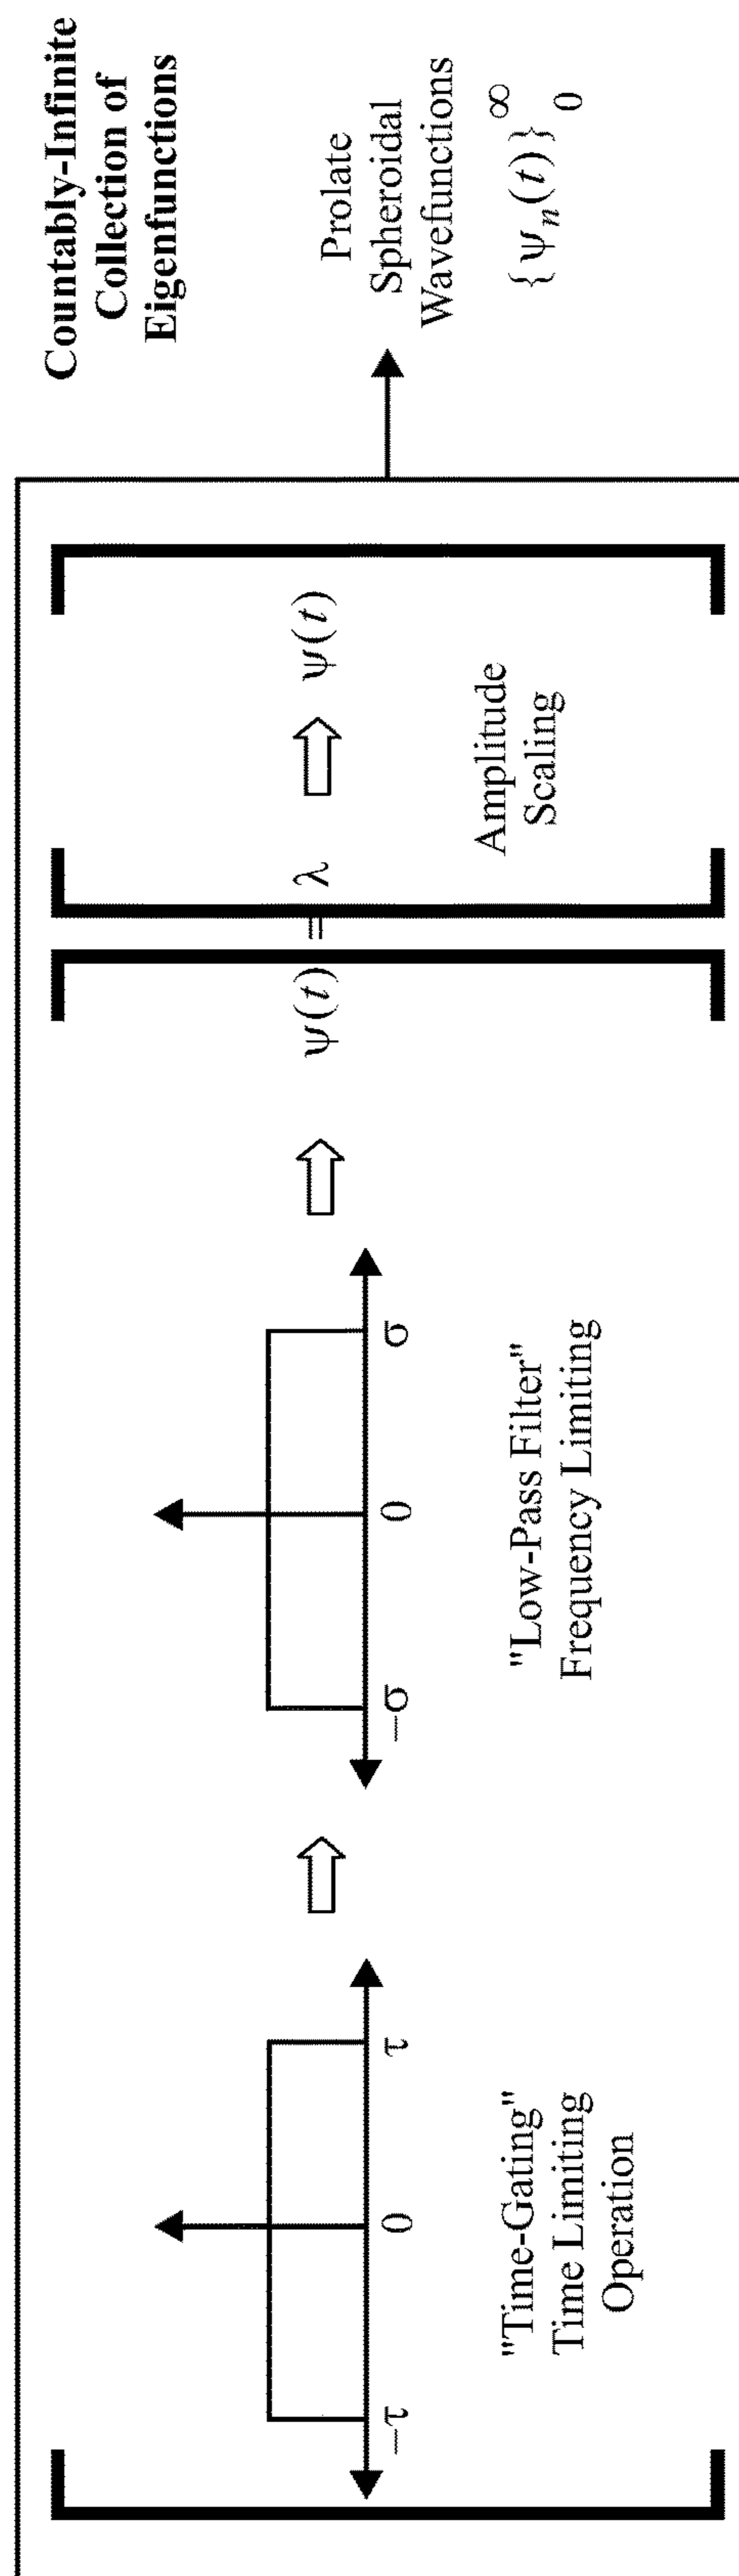 Countably-Infinite
Collection of
Eigenfunctions
−τ 0 τ
"Time-Gating"
Time Limiting
Operation
−σ 0 σ
"Low-Pass Filter"
Frequency Limiting
ψ(t) = λ ψ(t)
Amplitude
Scaling
Prolate
Spheroidal
Wavefunctions
{ψn(t)}∞0